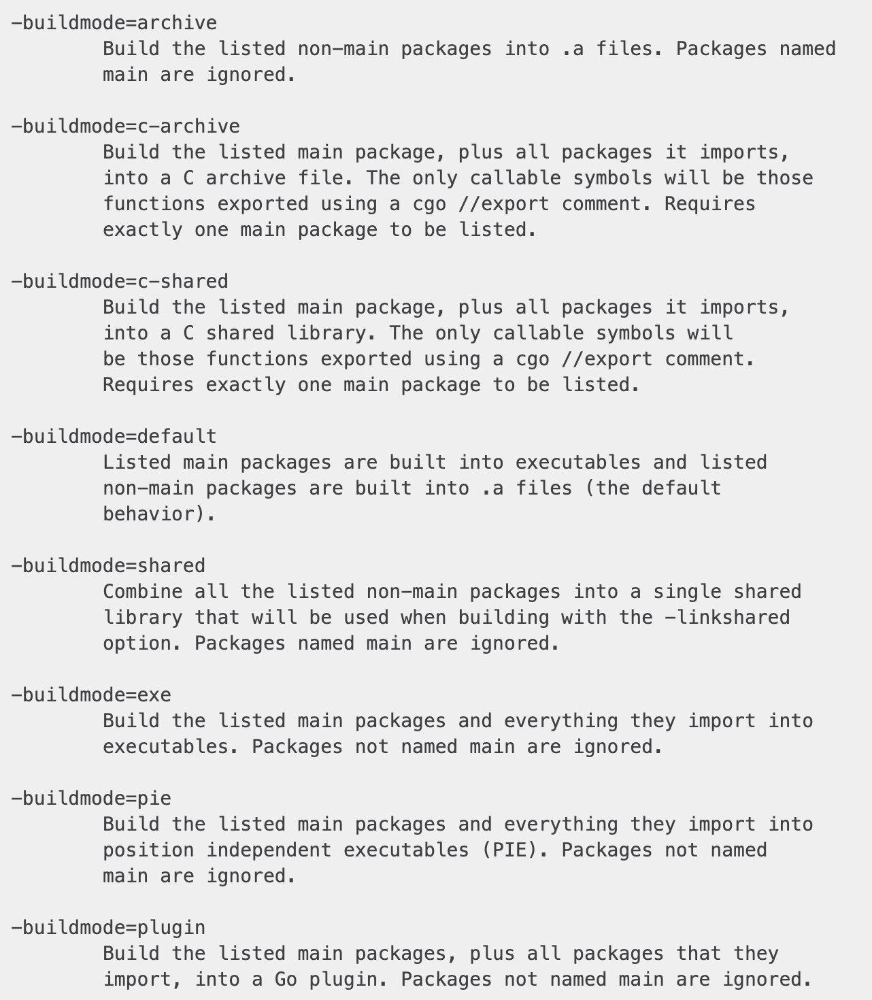 -buildmode=archive
Build the listed non-main packages into .a files. Packages named
main are ignored.
-buildmode=c-archive
Build the listed main package, plus all packages it imports,
into a C archive file. The only callable symbols will be those
functions exported using a cgo //export comment. Requires
exactly one main package to be listed.
-buildmode=c-shared
Build the listed main package, plus all packages it imports,
into a C shared library. The only callable symbols will
be those functions exported using a cgo //export comment.
Requires exactly one main package to be listed.
-buildmode=default
Listed main packages are built into executables and listed
non-main packages are built into .a files (the default
behavior).
-buildmode=shared
Combine all the listed non-main packages into a single shared
library that will be used when building with the -linkshared
option. Packages named main are ignored.
-buildmode=exe
Build the listed main packages and everything they import into
executables. Packages not named main are ignored.
-buildmode=pie
Build the listed main packages and everything they import into
position independent executables (PIE). Packages not named
main are ignored.
-buildmode=plugin
Build the listed main packages, plus all packages that they
import, into a Go plugin. Packages not named main are ignored.